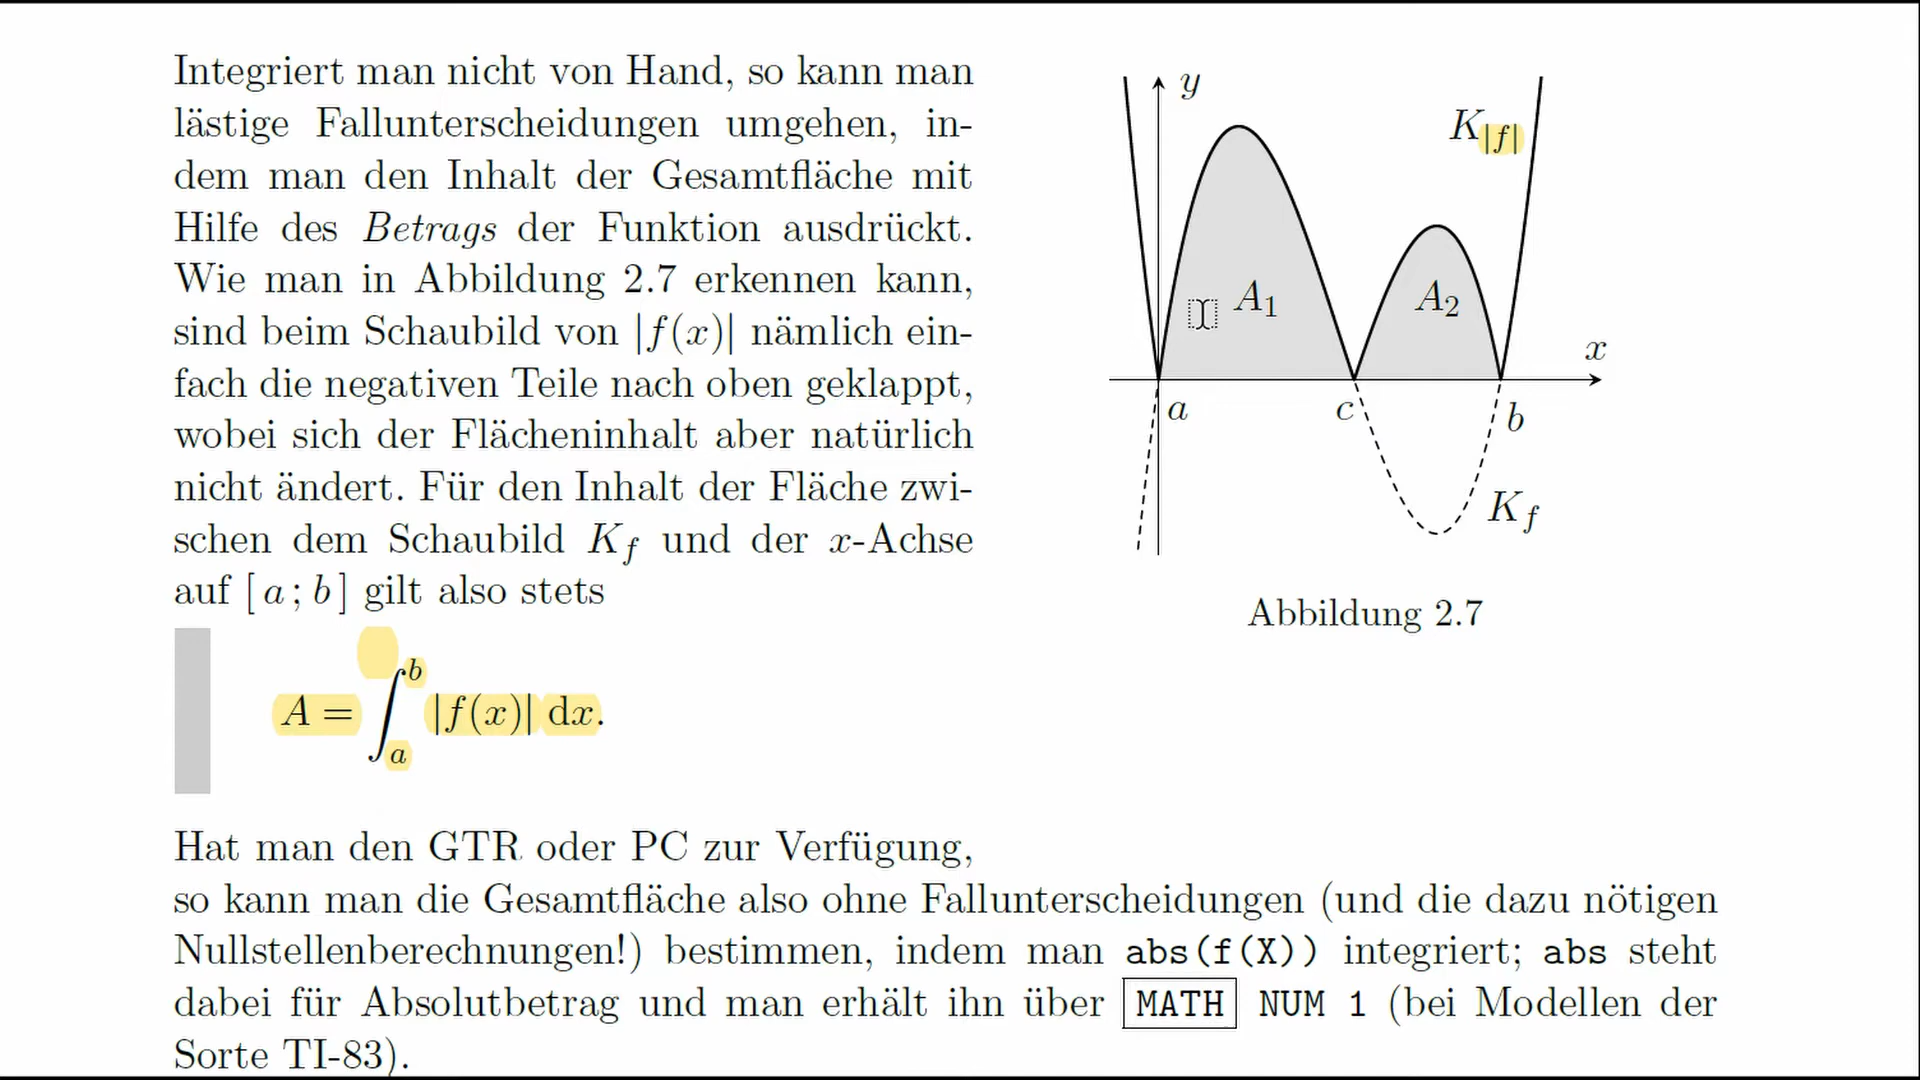 Integriert man nicht von Hand, so kann man
lästige Fallunterscheidungen umgehen, in-
dem man den Inhalt der Gesamtfläche mit
Hilfe des Betrags der Funktion ausdrückt.
Wie man in Abbildung 2.7 erkennen kann,
sind beim Schaubild von |f(x)| nämlich ein-
fach die negativen Teile nach oben geklappt,
wobei sich der Flächeninhalt aber natürlich
nicht ändert. Für den Inhalt der Fläche zwi-
schen dem Schaubild K_f und der x-Achse
auf [a; b] gilt also stets
A = ∫_a^b |f(x)| dx.
y
K_|f|
A₁
A₂
x
a
c
b
K_f
Abbildung 2.7
Hat man den GTR oder PC zur Verfügung,
so kann man die Gesamtfläche also ohne Fallunterscheidungen (und die dazu nötigen
Nullstellenberechnungen!) bestimmen, indem man abs(f(X)) integriert; abs steht
dabei für Absolutbetrag und man erhält ihn über MATH NUM 1 (bei Modellen der
Sorte TI-83).